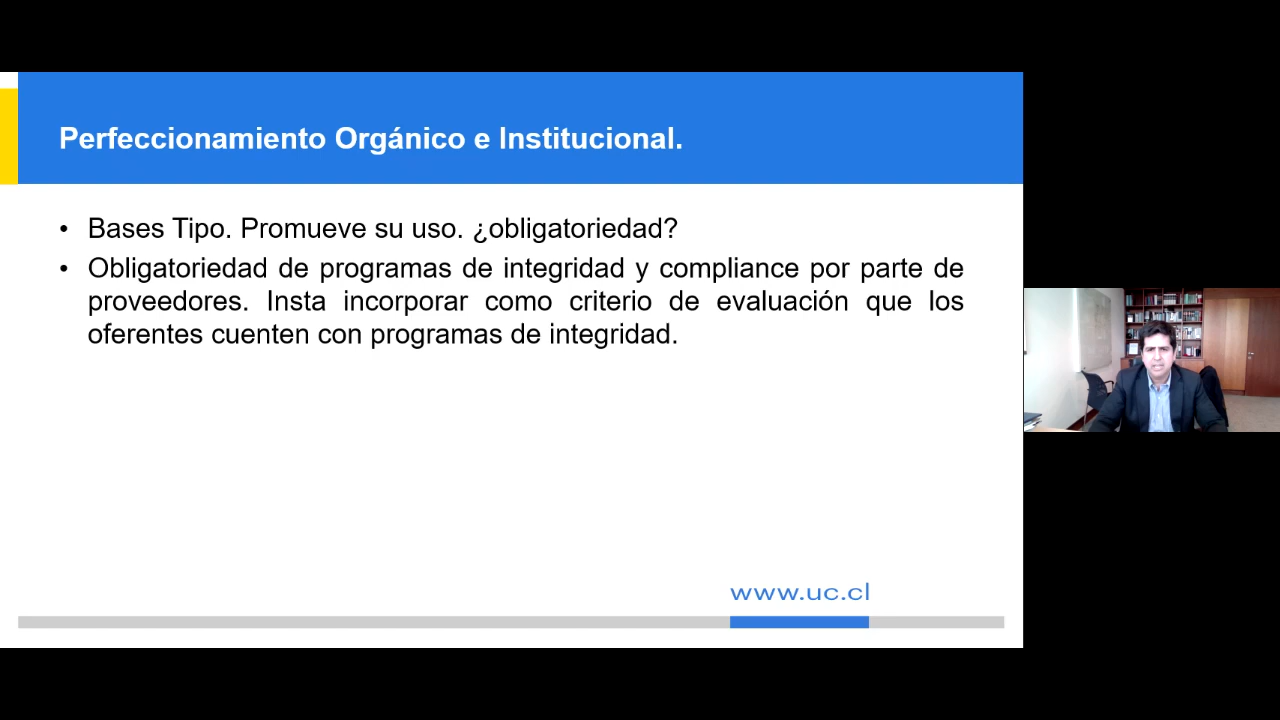 Perfeccionamiento Orgánico e Institucional.
• Bases Tipo. Promueve su uso. ¿obligatoriedad?
• Obligatoriedad de programas de integridad y compliance por parte de
proveedores. Insta incorporar como criterio de evaluación que los
oferentes cuenten con programas de integridad.
www.uc.cl